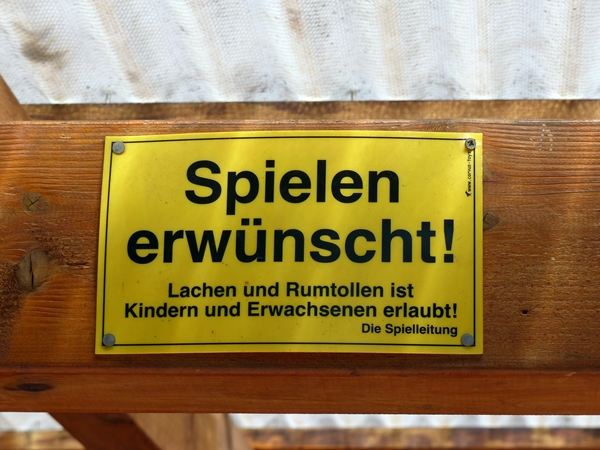 Spielen
erwünscht!
Lachen und Rumtollen ist
Kindern und Erwachsenen erlaubt!
Die Spielleitung